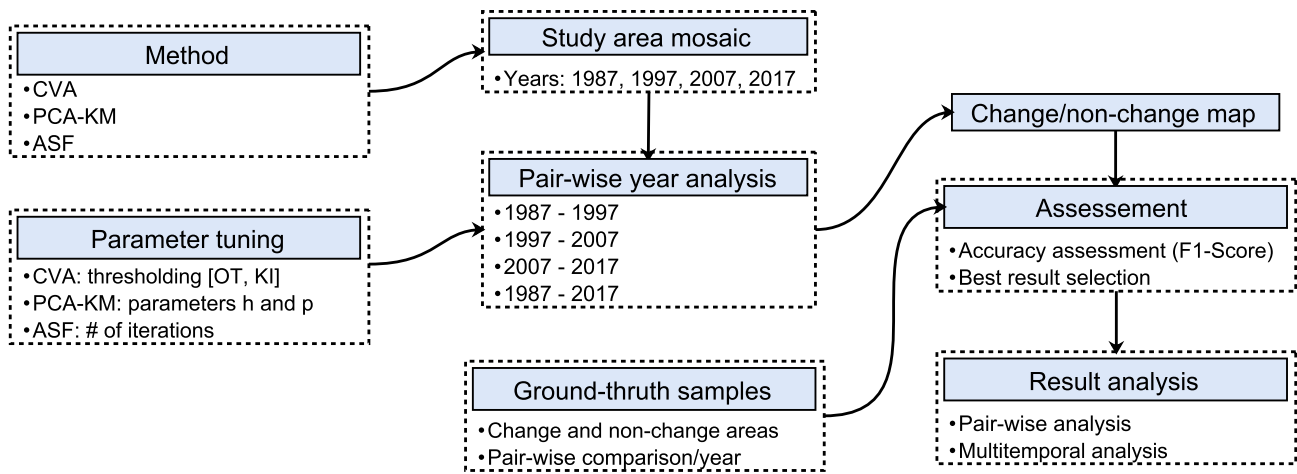 Method
•CVA
•PCA-KM
•ASF
Parameter tuning
•CVA: thresholding [OT, KI]
•PCA-KM: parameters h and p
•ASF: # of iterations
Study area mosaic
•Years: 1987, 1997, 2007, 2017
Pair-wise year analysis
•1987 - 1997
•1997 - 2007
•2007 - 2017
•1987 - 2017
Ground-thruth samples
•Change and non-change areas
•Pair-wise comparison/year
Change/non-change map
Assessement
•Accuracy assessment (F1-Score)
•Best result selection
Result analysis
•Pair-wise analysis
•Multitemporal analysis